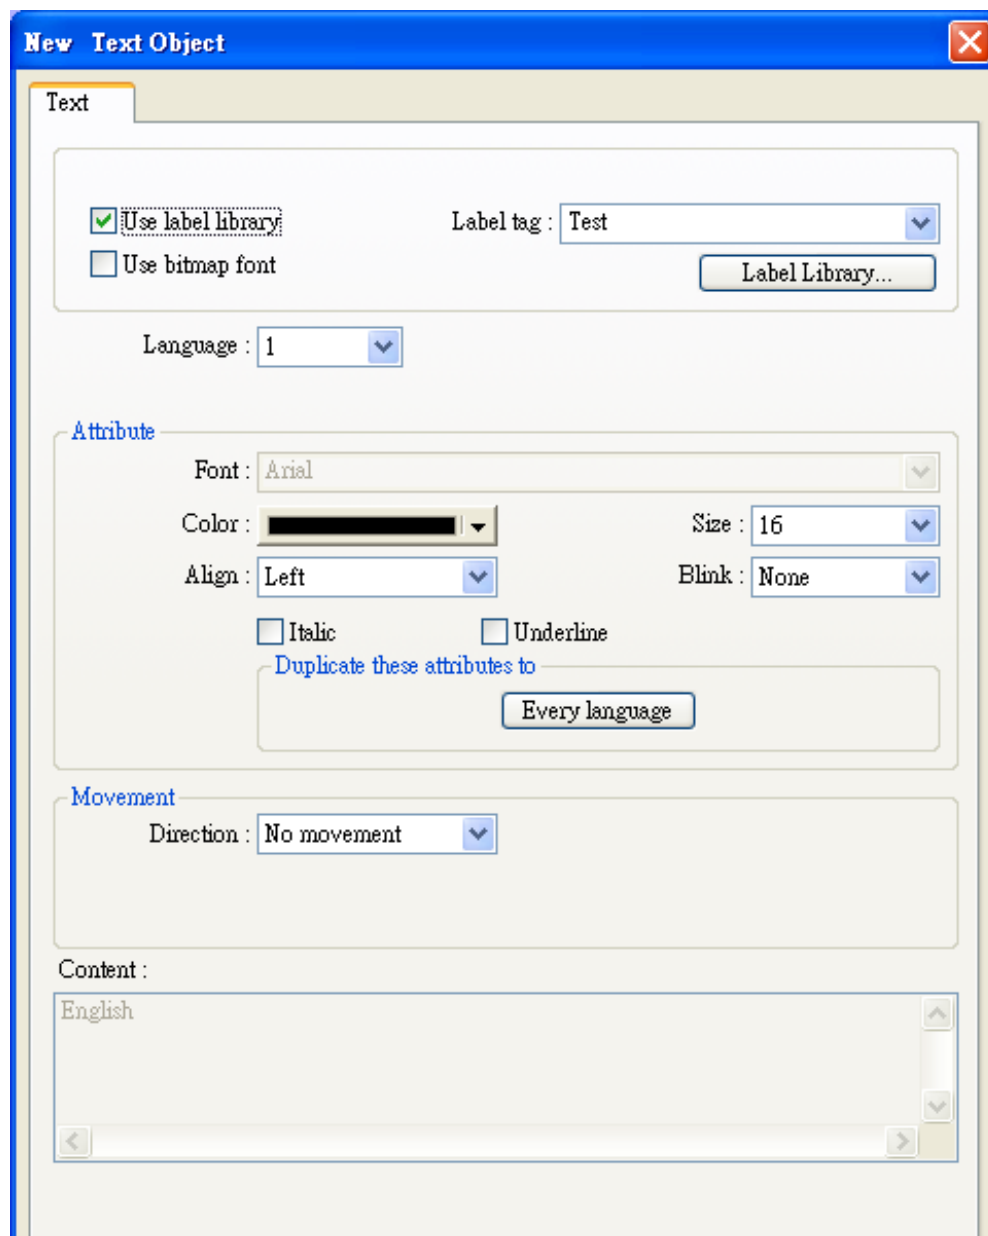 New Text Object
Text
Use label library
Label tag : Test
Use bitmap font
Label Library...
Language : 1
Attribute
Font : Arial
Color :
Size : 16
Align : Left
Blink : None
Italic
Underline
Duplicate these attributes to
Every language
Movement
Direction : No movement
Content :
English